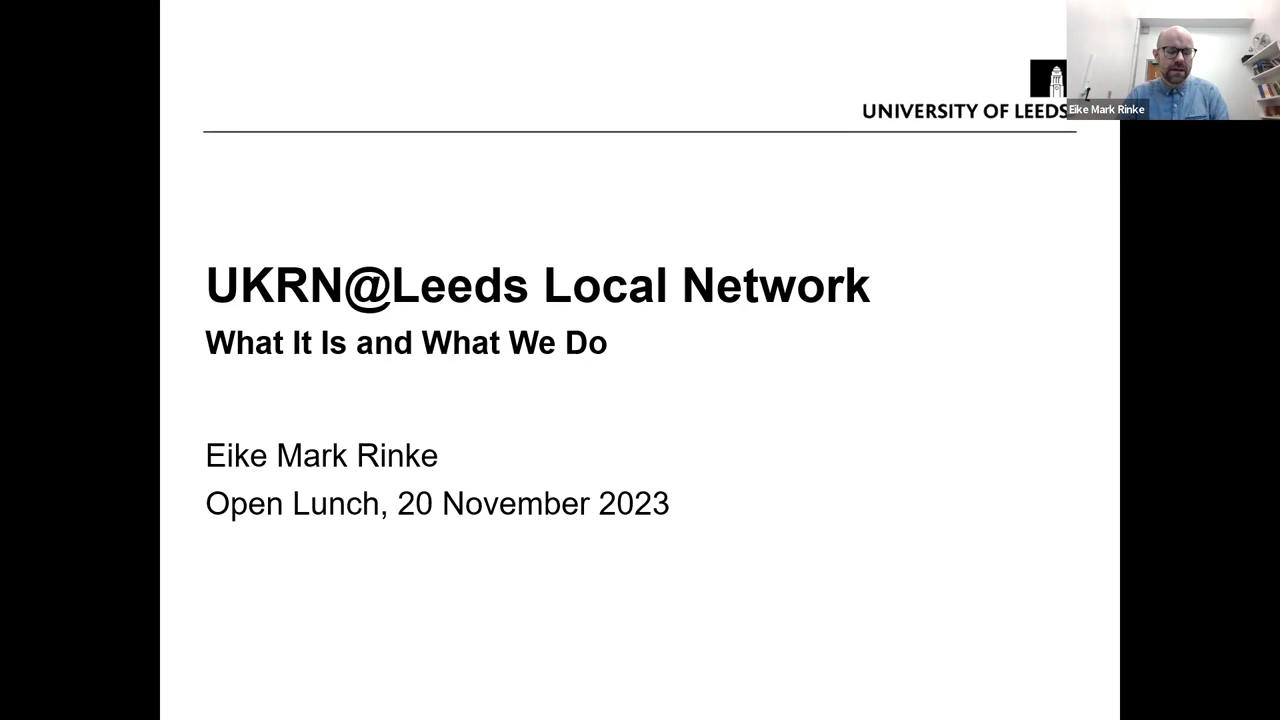 UNIVERSITY OF LEEDS
Eike Mark Rinke
UKRN@Leeds Local Network
What It Is and What We Do
Eike Mark Rinke
Open Lunch, 20 November 2023